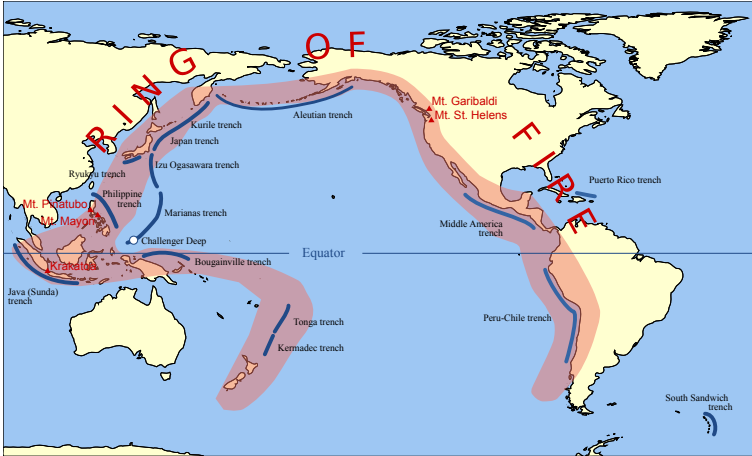 RING OF FIRE
Mt. Garibaldi
Mt. St. Helens
Aleutian trench
Kurile trench
Japan trench
Izu Ogasawara trench
Ryukyu trench
Philippine
trench
Mt. Pinatubo
Mt. Mayon
Marianas trench
Challenger Deep
Puerto Rico trench
Middle America
trench
Equator
Krakatoa
Bougainville trench
Java (Sunda)
trench
Tonga trench
Kermadec trench
Peru-Chile trench
South Sandwich
trench